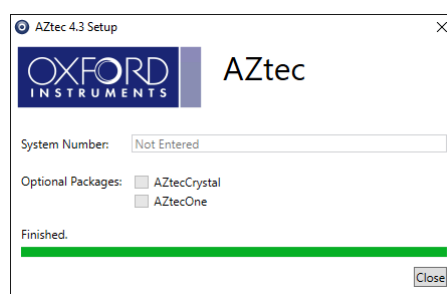 AZtec 4.3 Setup
OXFORD
INSTRUMENTS
AZtec
System Number: Not Entered
Optional Packages: AZtecCrystal
AZtecOne
Finished.
Close